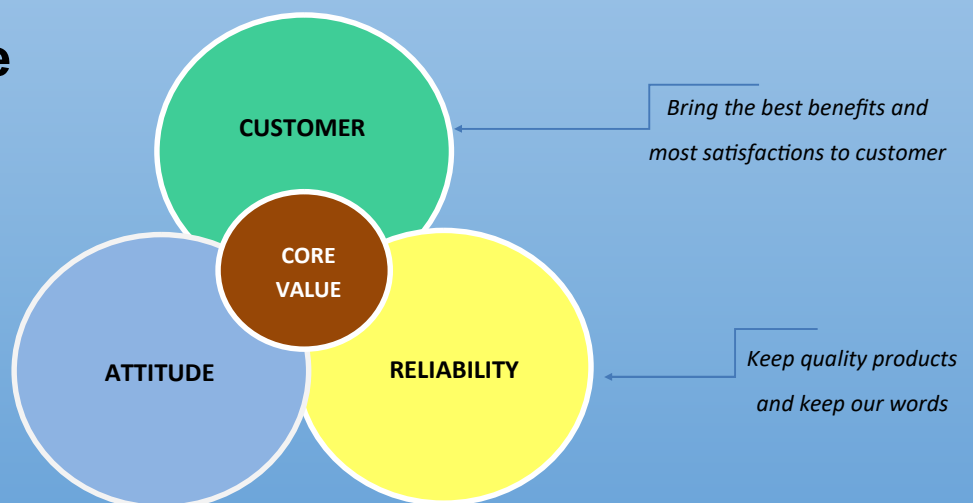 e
CUSTOMER
Bring the best benefits and
most satisfactions to customer
CORE
VALUE
ATTITUDE
RELIABILITY
Keep quality products
and keep our words